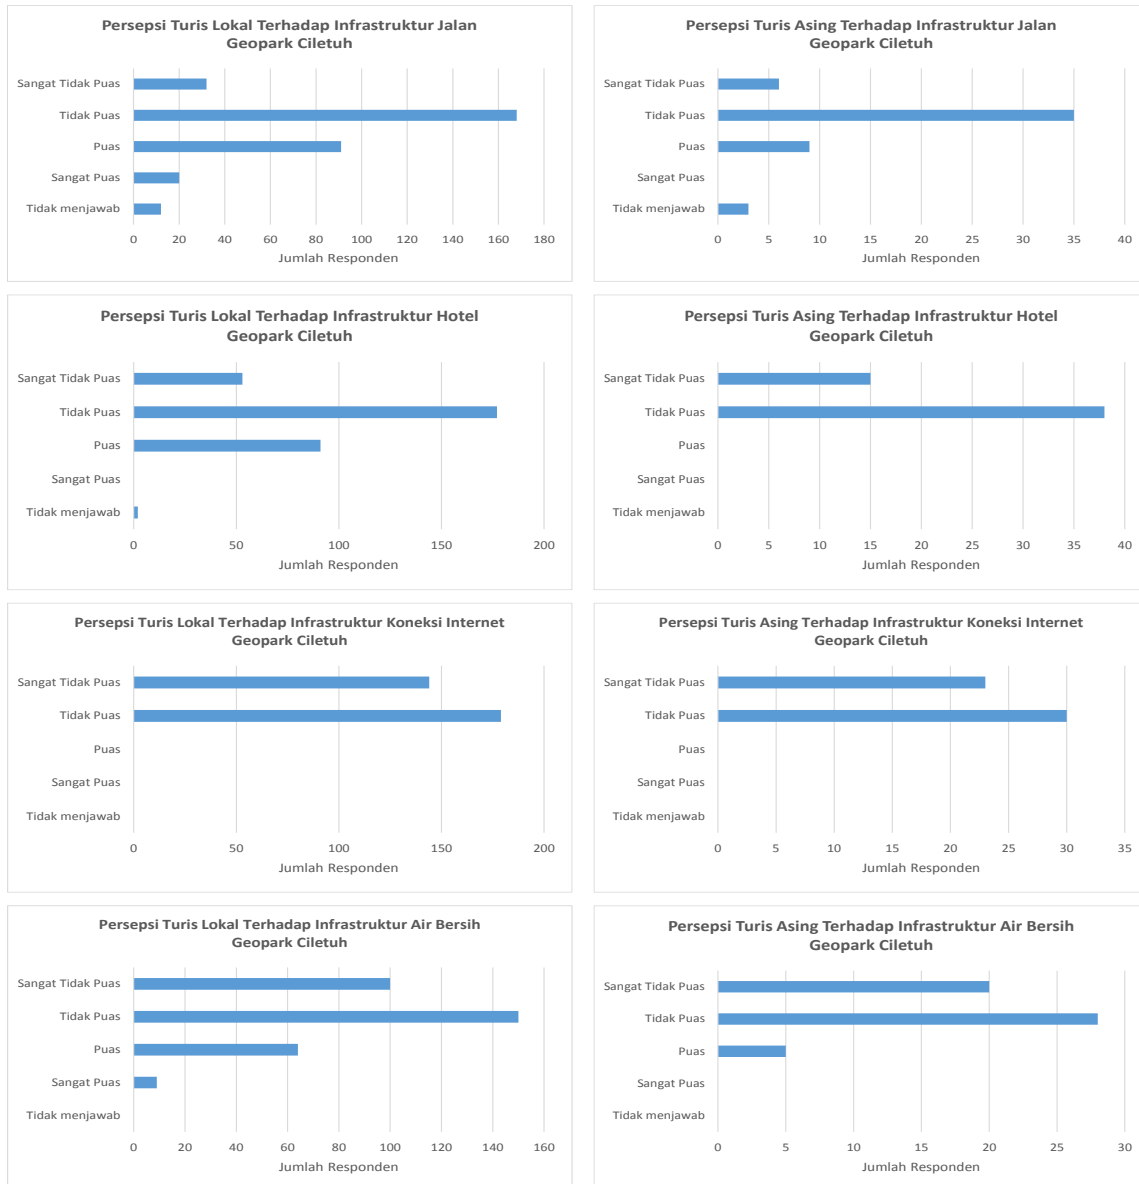 Persepsi Turis Lokal Terhadap Infrastruktur Jalan
Geopark Ciletuh
Sangat Tidak Puas
Tidak Puas
Puas
Sangat Puas
Tidak menjawab
0 20 40 60 80 100 120 140 160 180
Jumlah Responden
Persepsi Turis Asing Terhadap Infrastruktur Jalan
Geopark Ciletuh
Sangat Tidak Puas
Tidak Puas
Puas
Sangat Puas
Tidak menjawab
0 5 10 15 20 25 30 35 40
Jumlah Responden
Persepsi Turis Lokal Terhadap Infrastruktur Hotel
Geopark Ciletuh
Sangat Tidak Puas
Tidak Puas
Puas
Sangat Puas
Tidak menjawab
0 50 100 150 200
Jumlah Responden
Persepsi Turis Asing Terhadap Infrastruktur Hotel
Geopark Ciletuh
Sangat Tidak Puas
Tidak Puas
Puas
Sangat Puas
Tidak menjawab
0 5 10 15 20 25 30 35 40
Jumlah Responden
Persepsi Turis Lokal Terhadap Infrastruktur Koneksi Internet
Geopark Ciletuh
Sangat Tidak Puas
Tidak Puas
Puas
Sangat Puas
Tidak menjawab
0 50 100 150 200
Jumlah Responden
Persepsi Turis Asing Terhadap Infrastruktur Koneksi Internet
Geopark Ciletuh
Sangat Tidak Puas
Tidak Puas
Puas
Sangat Puas
Tidak menjawab
0 5 10 15 20 25 30 35
Jumlah Responden
Persepsi Turis Lokal Terhadap Infrastruktur Air Bersih
Geopark Ciletuh
Sangat Tidak Puas
Tidak Puas
Puas
Sangat Puas
Tidak menjawab
0 20 40 60 80 100 120 140 160
Jumlah Responden
Persepsi Turis Asing Terhadap Infrastruktur Air Bersih
Geopark Ciletuh
Sangat Tidak Puas
Tidak Puas
Puas
Sangat Puas
Tidak menjawab
0 5 10 15 20 25 30
Jumlah Responden